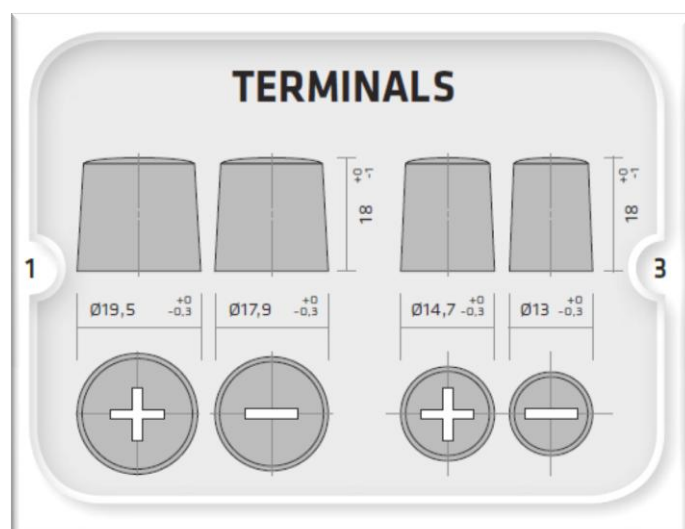 TERMINALS
18 +0 -1
18 +0 -1
1
3
Ø19,5 +0 -0,3
Ø17,9 +0 -0,3
Ø14,7 +0 -0,3
Ø13 +0 -0,3